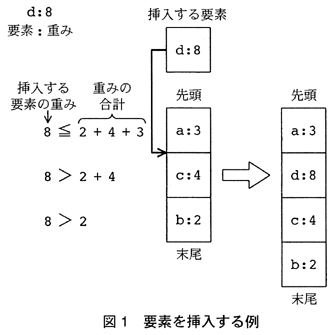 d:8
要素：重み
挿入する要素
d:8
挿入する
要素の重み
重みの
合計
8 ≦ 2 + 4 + 3
8 > 2 + 4
8 > 2
先頭
a:3
c:4
b:2
末尾
先頭
a:3
d:8
c:4
b:2
末尾
図1　要素を挿入する例